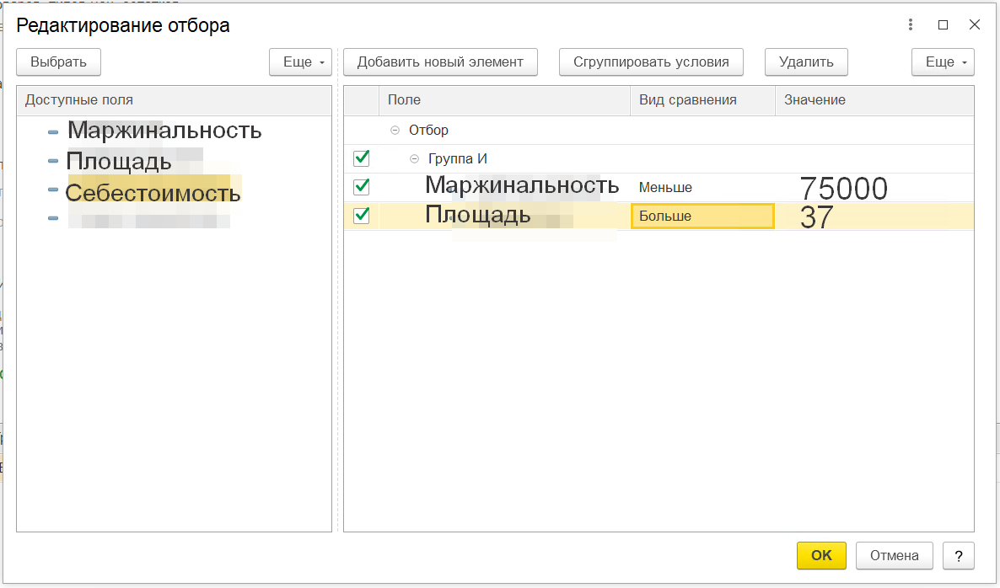 Редактирование отбора
Выбрать Еще Добавить новый элемент Сгруппировать условия Удалить Еще
Доступные поля
Маржинальность
Площадь
Себестоимость
Поле Вид сравнения Значение
Отбор
Группа И
Маржинальность Меньше 75000
Площадь Больше 37
OK Отмена ?